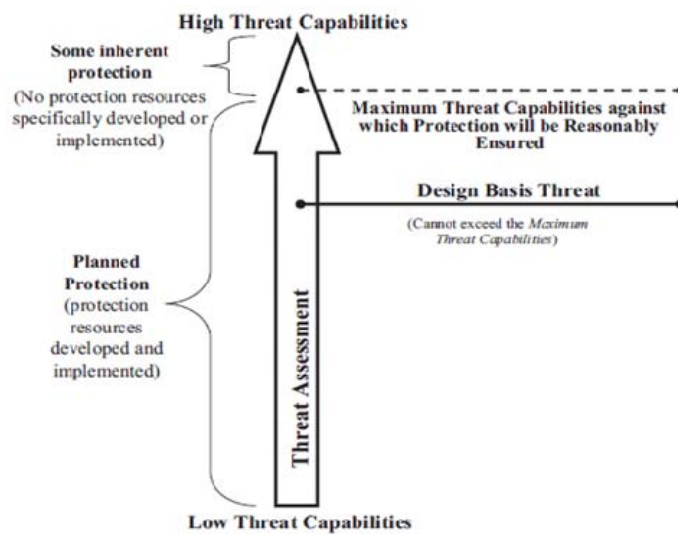 High Threat Capabilities
Some inherent
protection
(No protection resources
specifically developed or
implemented)
Maximum Threat Capabilities against
which Protection will be Reasonably
Ensured
Design Basis Threat
(Cannot exceed the Maximum
Threat Capabilities)
Planned
Protection
(protection
resources
developed and
implemented)
Threat Assessment
Low Threat Capabilities